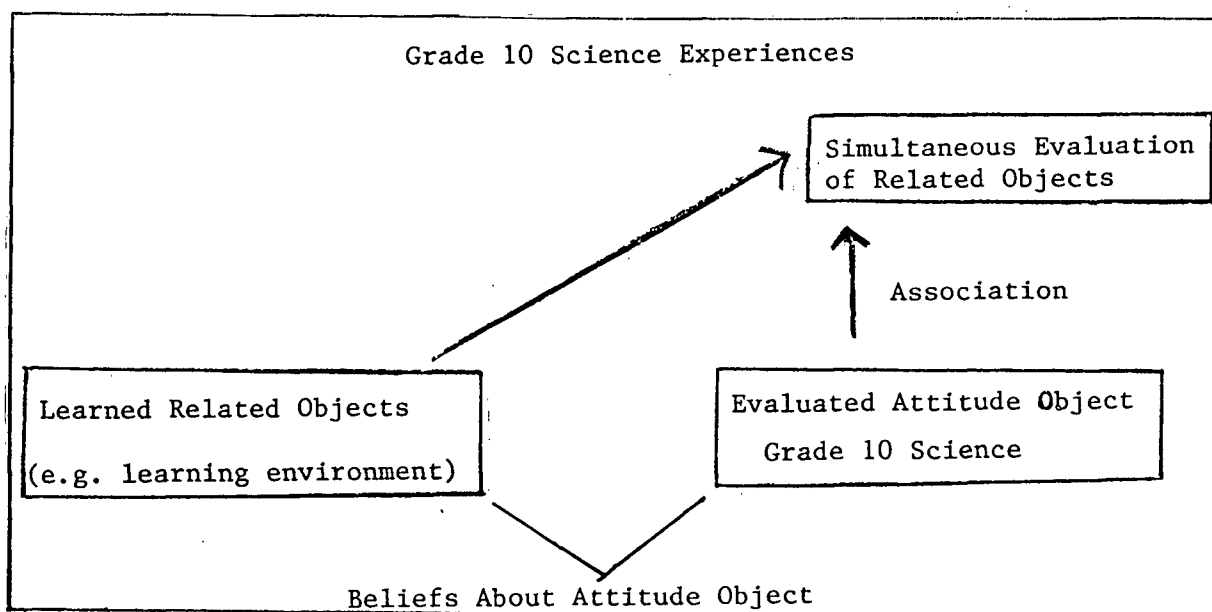 Grade 10 Science Experiences
Simultaneous Evaluation
of Related Objects
Association
Learned Related Objects
(e.g. learning environment)
Evaluated Attitude Object
Grade 10 Science
Beliefs About Attitude Object